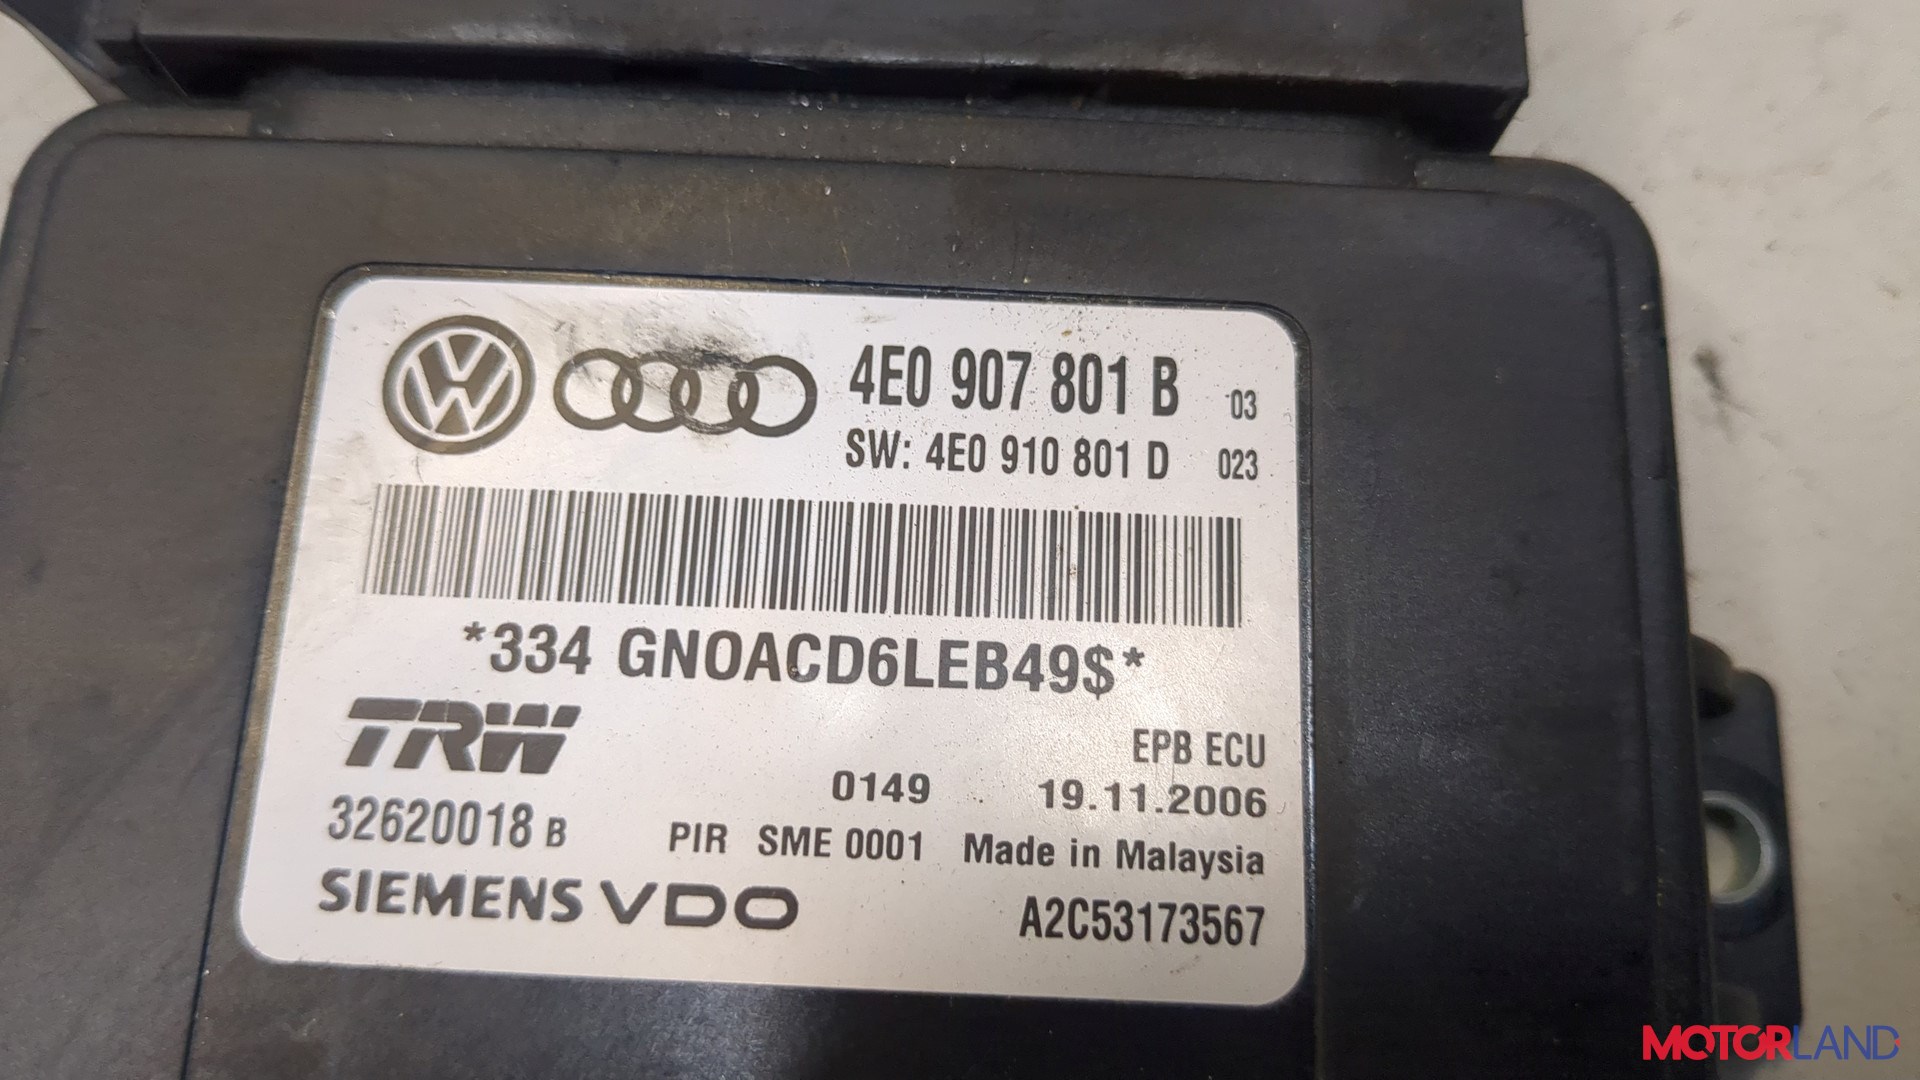 4E0 907 801 B 03
SW: 4E0 910 801 D 023
*334 GNOACD6LEB49$*
TRW
EPB ECU
0149 19.11.2006
32620018 B PIR SME 0001 Made in Malaysia
SIEMENS VDO A2C53173567
MOTORLAND